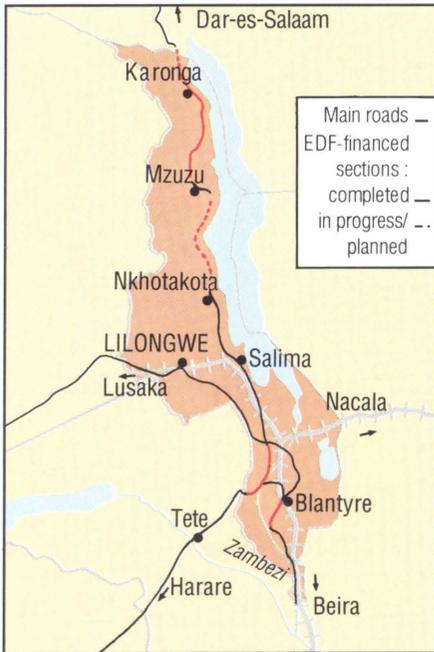 Dar-es-Salaam
Karonga
Main roads
EDF-financed
sections :
completed
in progress/
planned
Mzuzu
Nkhotakota
LILONGWE
Salima
Lusaka
Nacala
Blantyre
Tete
Zambezi
Harare
Beira